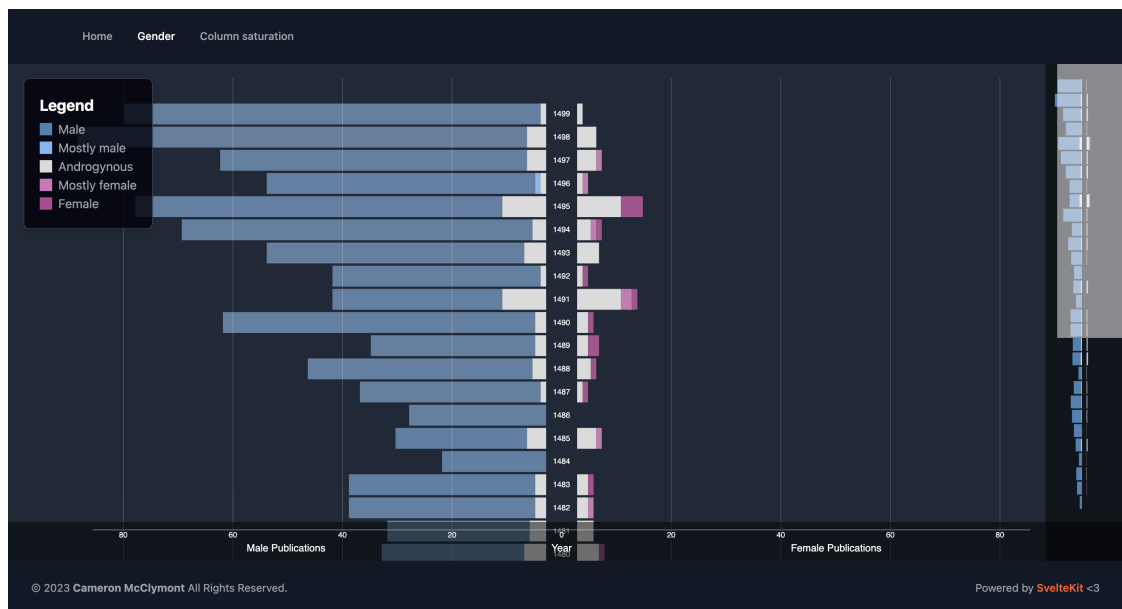 Home Gender Column saturation
Legend
Male
Mostly male
Androgynous
Mostly female
Female
1499
1498
1497
1496
1495
1494
1493
1492
1491
1490
1489
1488
1487
1486
1485
1484
1483
1482
1481
80 60 40 20 0 20 40 60 80
Male Publications Year Female Publications
1480
© 2023 Cameron McClymont All Rights Reserved. Powered by SvelteKit <3